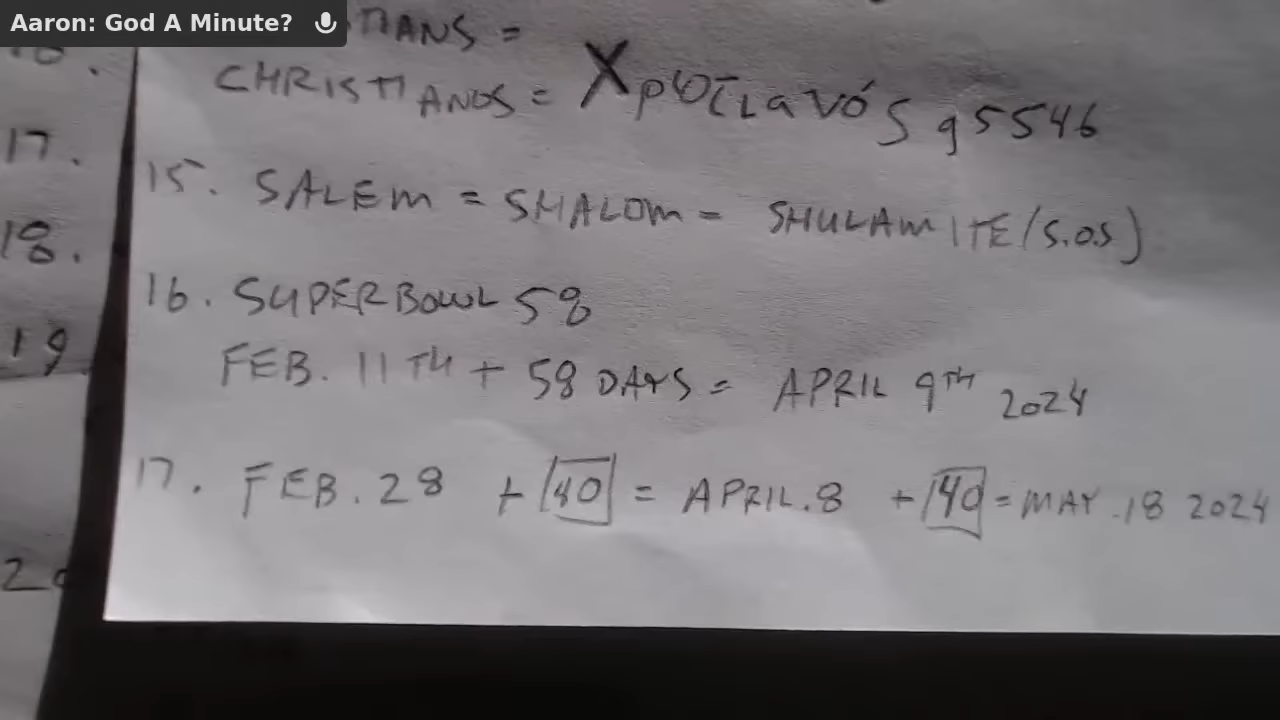 Aaron: God A Minute?
TIANS =
CHRISTIANOS = Χριστιανός g5546
17.
15. SALEM = SHALOM = SHULAMITE/(S.O.S)
18.
16. SUPERBOWL 58
19
FEB. 11TH + 58 DAYS = APRIL 9TH 2024
17. FEB. 28 + 40 = APRIL.8 + 40 = MAY.18 2024